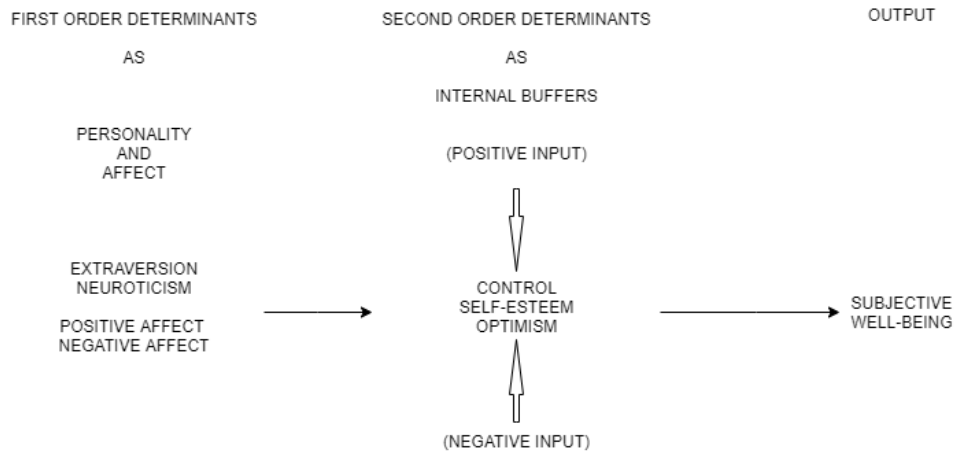 FIRST ORDER DETERMINANTS
AS
PERSONALITY
AND
AFFECT
EXTRAVERSION
NEUROTICISM
POSITIVE AFFECT
NEGATIVE AFFECT
SECOND ORDER DETERMINANTS
AS
INTERNAL BUFFERS
(POSITIVE INPUT)
CONTROL
SELF-ESTEEM
OPTIMISM
(NEGATIVE INPUT)
OUTPUT
SUBJECTIVE
WELL-BEING